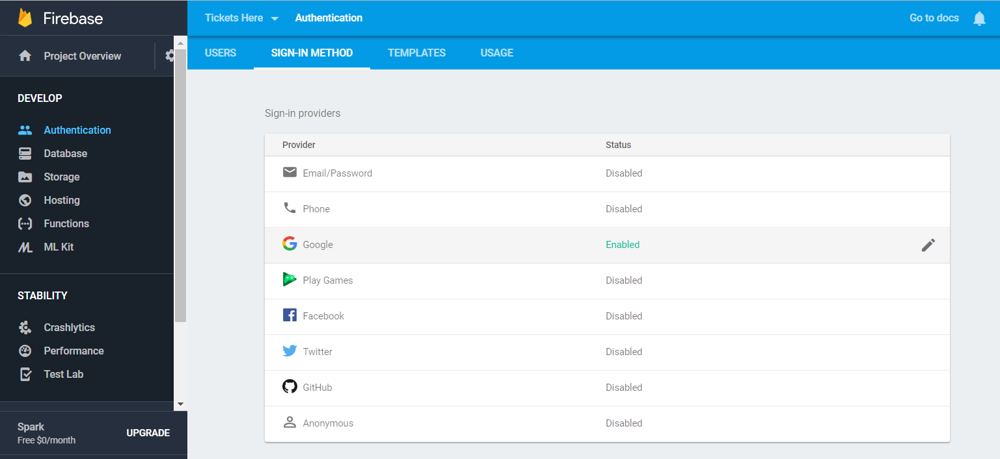 Firebase
Project Overview
DEVELOP
Authentication
Database
Storage
Hosting
Functions
ML Kit
STABILITY
Crashlytics
Performance
Test Lab
Spark
Free $0/month
UPGRADE
Tickets Here
Authentication
Go to docs
USERS
SIGN-IN METHOD
TEMPLATES
USAGE
Sign-in providers
Provider Status
Email/Password Disabled
Phone Disabled
Google Enabled
Play Games Disabled
Facebook Disabled
Twitter Disabled
GitHub Disabled
Anonymous Disabled